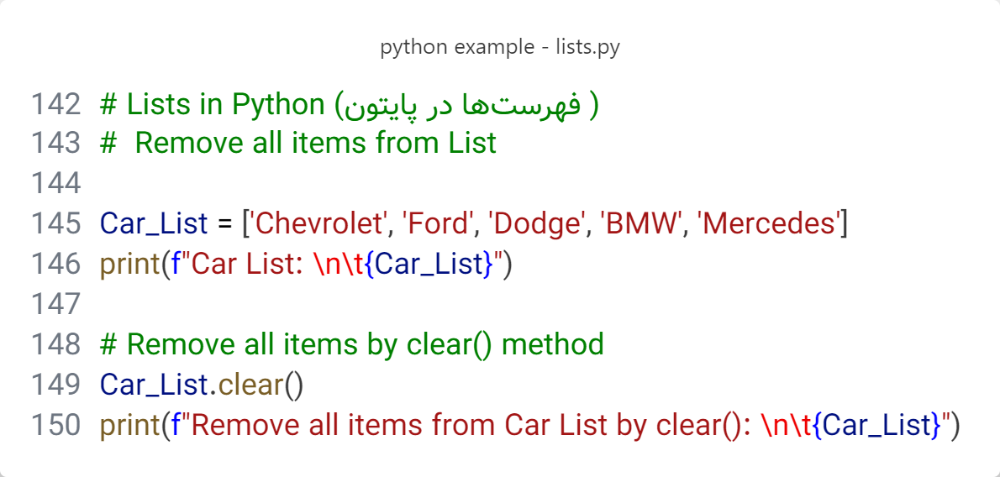 python example - lists.py
142 # Lists in Python (فهرست‌ها در پایتون )
143 #  Remove all items from List
144
145 Car_List = ['Chevrolet', 'Ford', 'Dodge', 'BMW', 'Mercedes']
146 print(f"Car List: \n\t{Car_List}")
147
148 # Remove all items by clear() method
149 Car_List.clear()
150 print(f"Remove all items from Car List by clear(): \n\t{Car_List}")